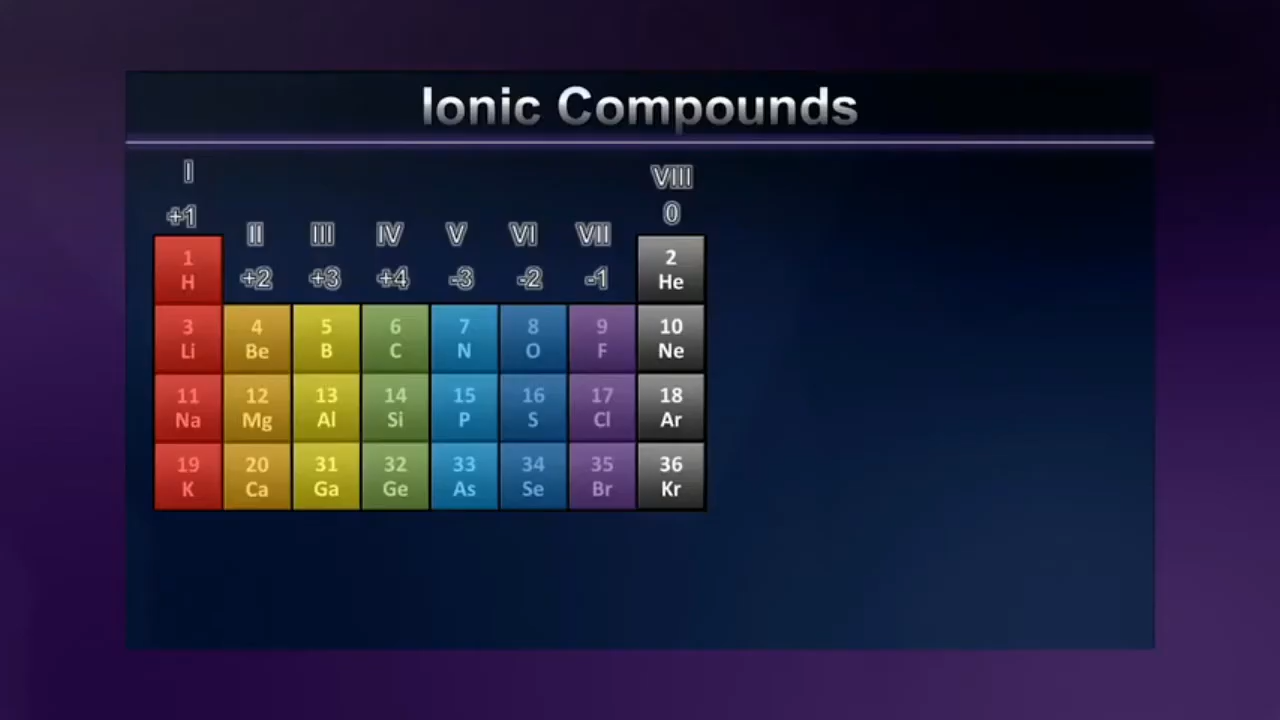 Ionic Compounds
I VIII
+1 0
II III IV V VI VII
+2 +3 +4 -3 -2 -1
1 2
H He
3 4 5 6 7 8 9 10
Li Be B C N O F Ne
11 12 13 14 15 16 17 18
Na Mg Al Si P S Cl Ar
19 20 31 32 33 34 35 36
K Ca Ga Ge As Se Br Kr